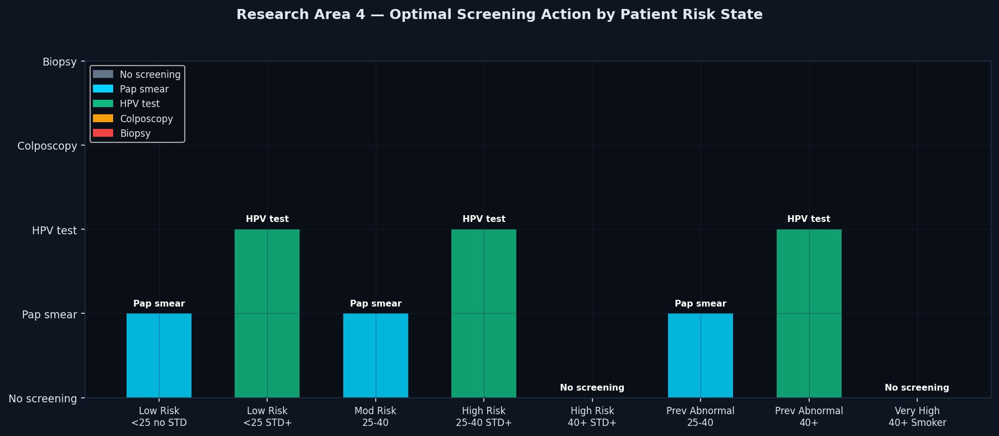 Research Area 4 — Optimal Screening Action by Patient Risk State
Biopsy
Colposcopy
HPV test
Pap smear
No screening
No screening
Pap smear
HPV test
Colposcopy
Biopsy
Pap smear
HPV test
Pap smear
HPV test
No screening
Pap smear
HPV test
No screening
Low Risk
<25 no STD
Low Risk
<25 STD+
Mod Risk
25-40
High Risk
25-40 STD+
High Risk
40+ STD+
Prev Abnormal
25-40
Prev Abnormal
40+
Very High
40+ Smoker